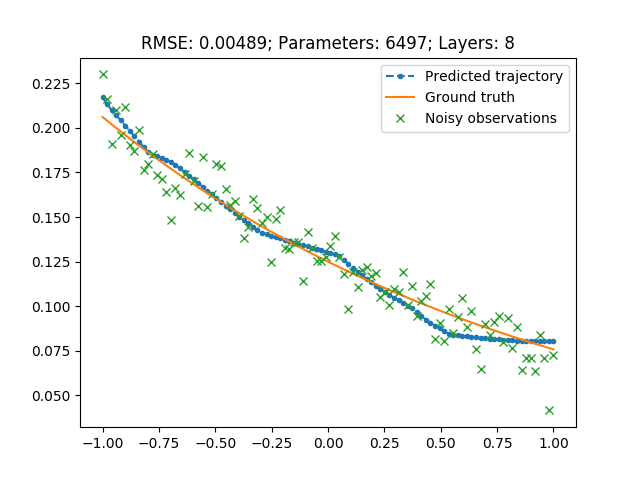 RMSE: 0.00489; Parameters: 6497; Layers: 8
Predicted trajectory
Ground truth
Noisy observations
0.225
0.200
0.175
0.150
0.125
0.100
0.075
0.050
−1.00 −0.75 −0.50 −0.25 0.00 0.25 0.50 0.75 1.00